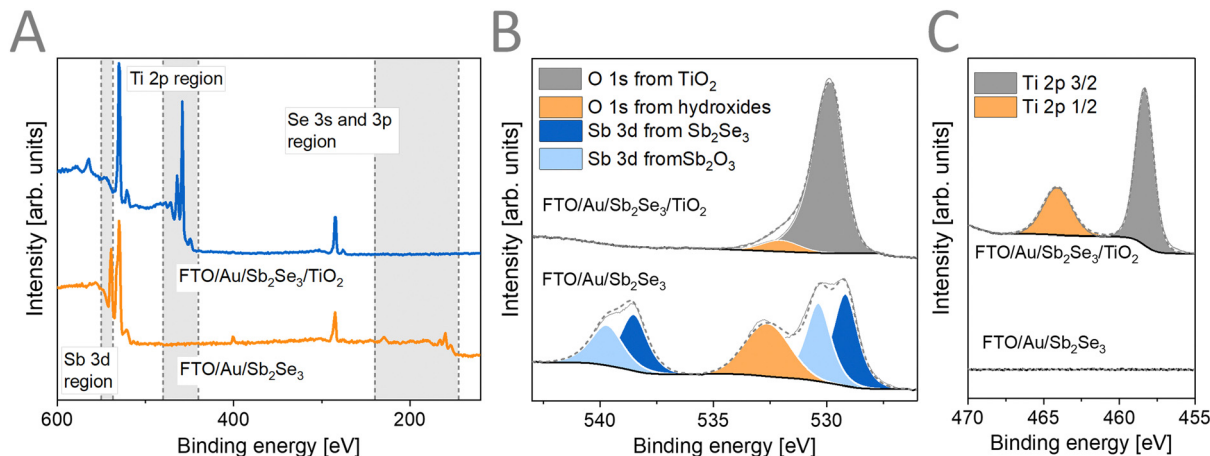 A
Intensity [arb. units]
Ti 2p region
Se 3s and 3p
region
FTO/Au/Sb₂Se₃/TiO₂
Sb 3d
region
FTO/Au/Sb₂Se₃
600 400 200
Binding energy [eV]
B
Intensity [arb. units]
O 1s from TiO₂
O 1s from hydroxides
Sb 3d from Sb₂Se₃
Sb 3d fromSb₂O₃
FTO/Au/Sb₂Se₃/TiO₂
FTO/Au/Sb₂Se₃
540 535 530
Binding energy [eV]
C
Intensity [arb. units]
Ti 2p 3/2
Ti 2p 1/2
FTO/Au/Sb₂Se₃/TiO₂
FTO/Au/Sb₂Se₃
470 465 460 455
Binding energy [eV]